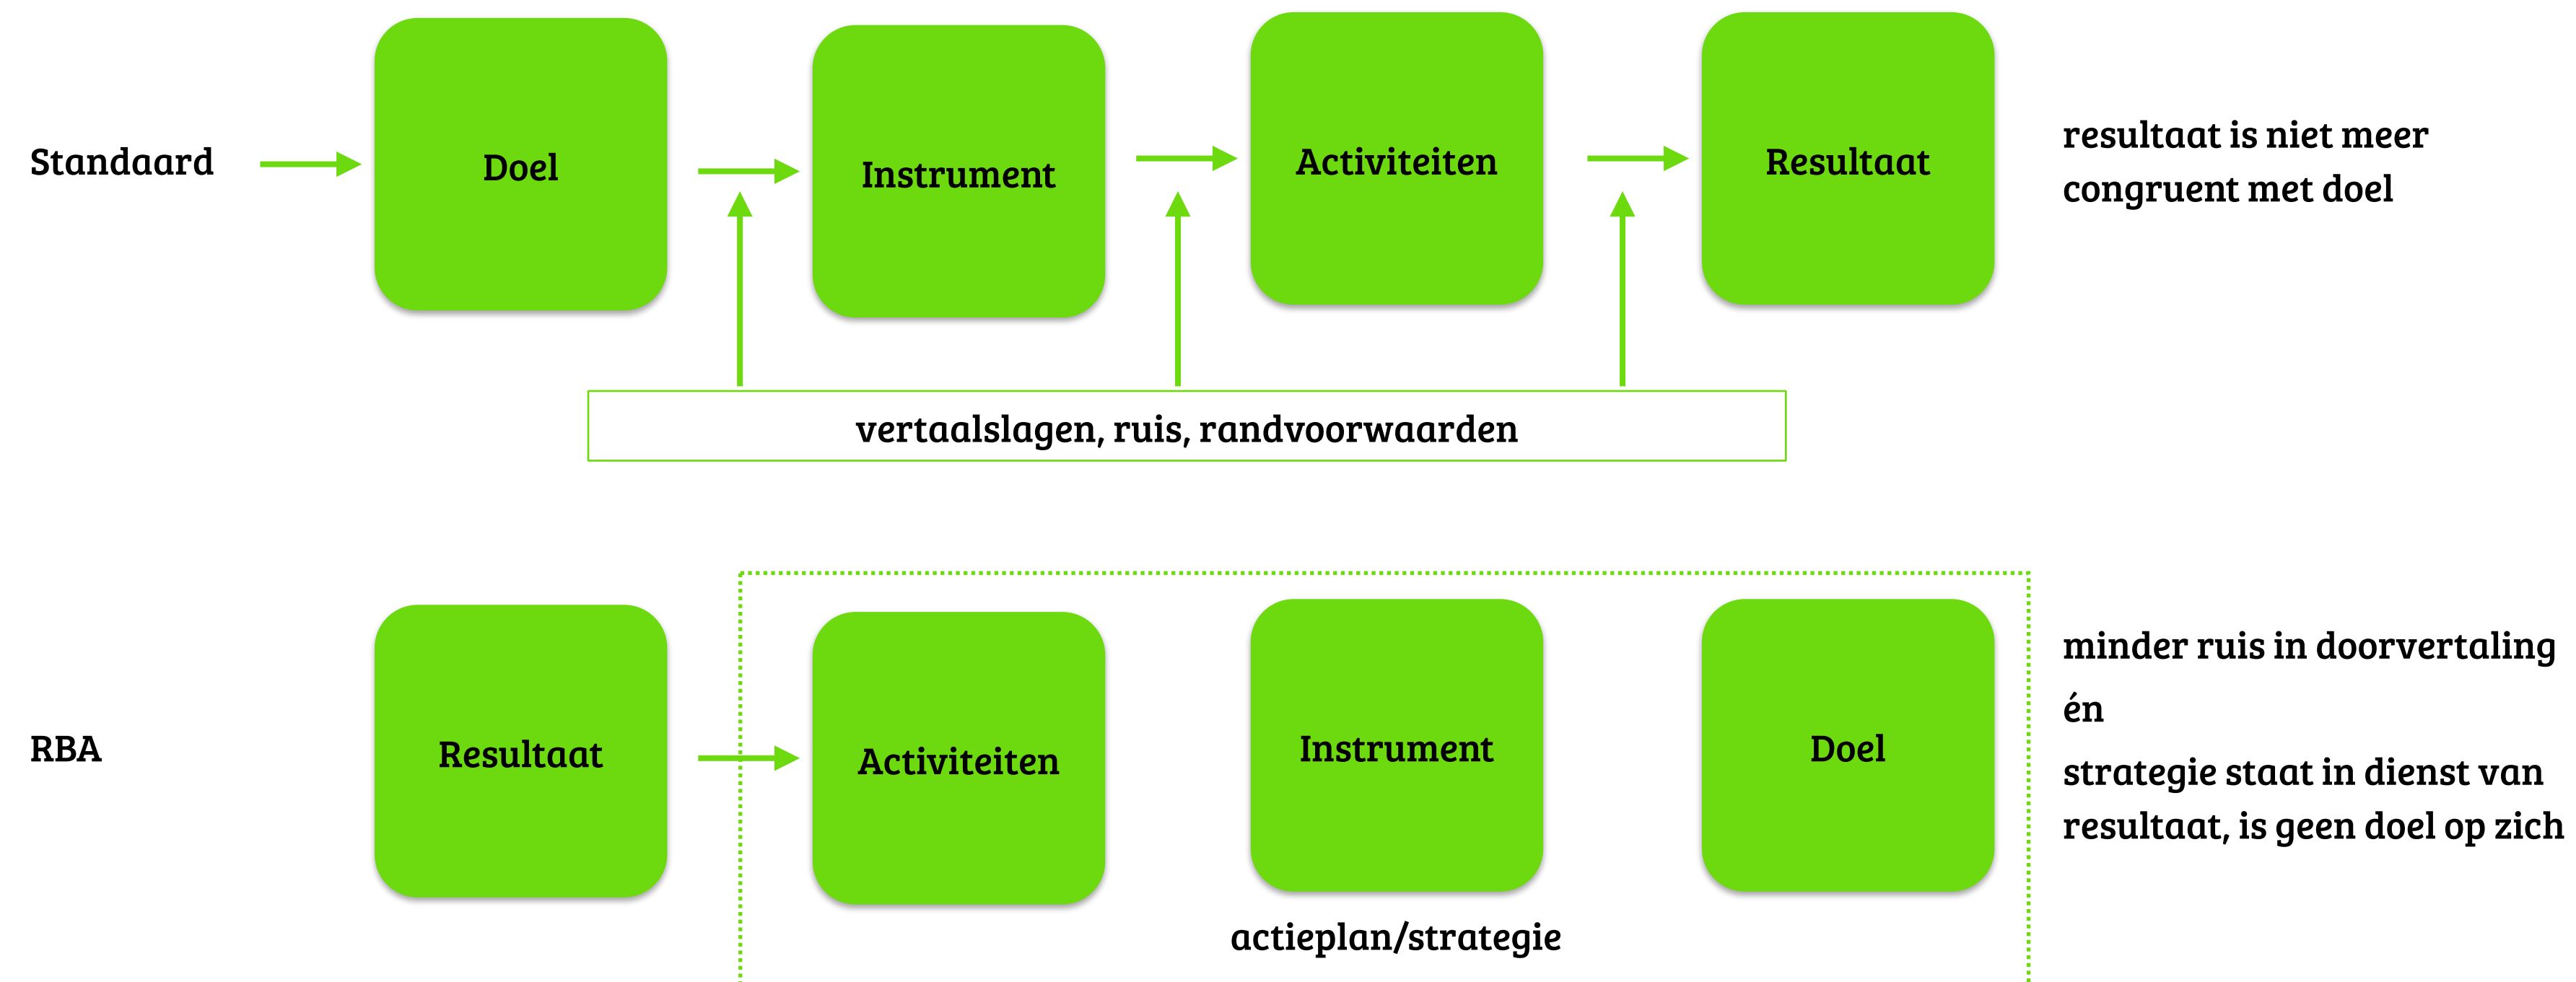 Standaard
Doel
Instrument
Activiteiten
Resultaat
resultaat is niet meer
congruent met doel
vertaalslagen, ruis, randvoorwaarden
RBA
Resultaat
Activiteiten
Instrument
Doel
minder ruis in doorvertaling
én
strategie staat in dienst van
resultaat, is geen doel op zich
actieplan/strategie